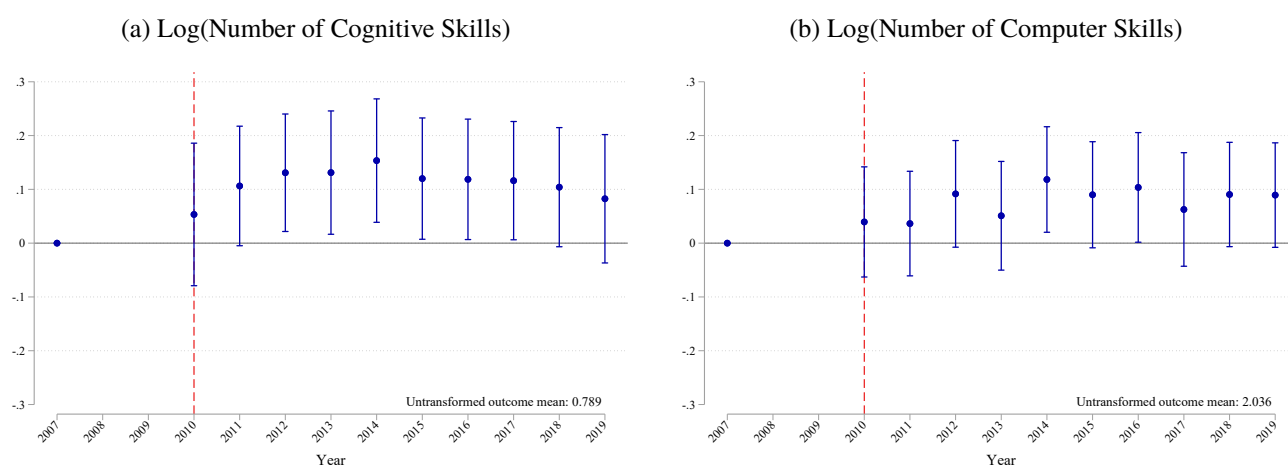 (a) Log(Number of Cognitive Skills)
.3
.2
.1
0
-.1
-.2
-.3
Untransformed outcome mean: 0.789
2007 2008 2009 2010 2011 2012 2013 2014 2015 2016 2017 2018 2019
Year
(b) Log(Number of Computer Skills)
.3
.2
.1
0
-.1
-.2
-.3
Untransformed outcome mean: 2.036
2007 2008 2009 2010 2011 2012 2013 2014 2015 2016 2017 2018 2019
Year